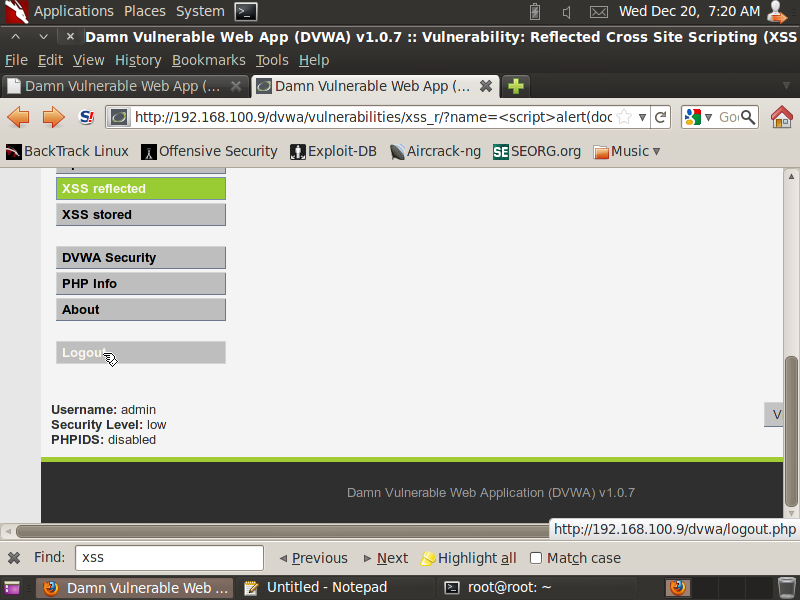 Applications Places System Wed Dec 20, 7:20 AM
Damn Vulnerable Web App (DVWA) v1.0.7 :: Vulnerability: Reflected Cross Site Scripting (XSS
File Edit View History Bookmarks Tools Help
Damn Vulnerable Web App (... Damn Vulnerable Web App (...
http://192.168.100.9/dvwa/vulnerabilities/xss_r/?name=<script>alert(doc Goo
BackTrack Linux Offensive Security Exploit-DB Aircrack-ng SEORG.org Music
XSS reflected
XSS stored
DVWA Security
PHP Info
About
Logout
Username: admin
Security Level: low
PHPIDS: disabled
V
Damn Vulnerable Web Application (DVWA) v1.0.7
http://192.168.100.9/dvwa/logout.php
Find: xss Previous Next Highlight all Match case
Damn Vulnerable Web ... Untitled - Notepad root@root: ~